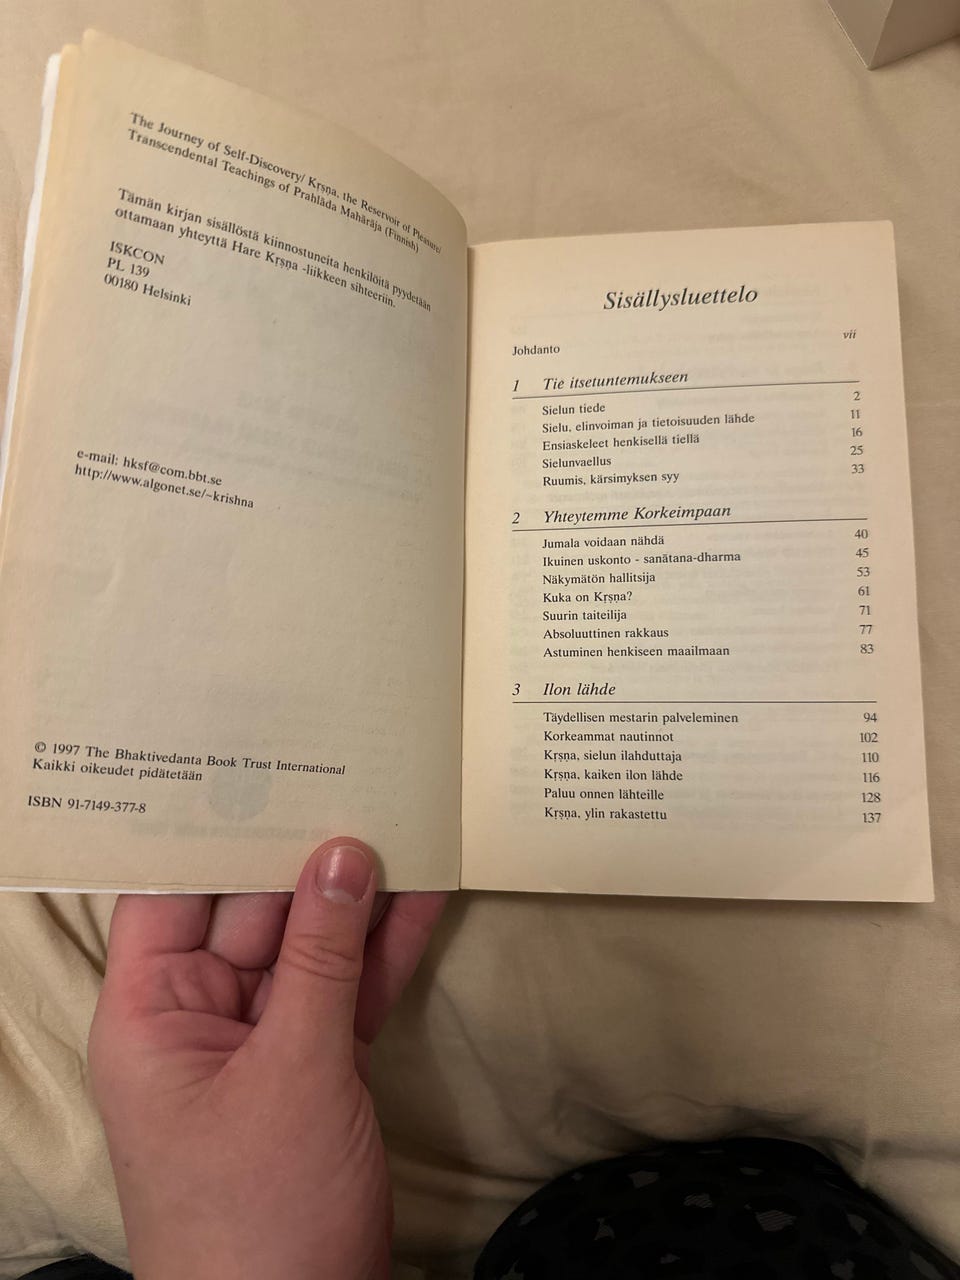 The Journey of Self-Discovery/ Kṛṣṇa, the Reservoir of Pleasure/
Transcendental Teachings of Prahlāda Mahārāja (Finnish)
Tämän kirjan sisällöstä kiinnostuneita henkilöitä pyydetään
ottamaan yhteyttä Hare Kṛṣṇa -liikkeen sihteeriin.
ISKCON
PL 139
00180 Helsinki
e-mail: hksf@com.bbt.se
http://www.algonet.se/~krishna
© 1997 The Bhaktivedanta Book Trust International
Kaikki oikeudet pidätetään
ISBN 91-7149-377-8
Sisällysluettelo
Johdanto vii
1 Tie itsetuntemukseen
Sielun tiede 2
Sielu, elinvoiman ja tietoisuuden lähde 11
Ensiaskeleet henkisellä tiellä 16
Sielunvaellus 25
Ruumis, kärsimyksen syy 33
2 Yhteytemme Korkeimpaan
Jumala voidaan nähdä 40
Ikuinen uskonto - sanātana-dharma 45
Näkymätön hallitsija 53
Kuka on Kṛṣṇa? 61
Suurin taiteilija 71
Absoluuttinen rakkaus 77
Astuminen henkiseen maailmaan 83
3 Ilon lähde
Täydellisen mestarin palveleminen 94
Korkeammat nautinnot 102
Kṛṣṇa, sielun ilahduttaja 110
Kṛṣṇa, kaiken ilon lähde 116
Paluu onnen lähteille 128
Kṛṣṇa, ylin rakastettu 137